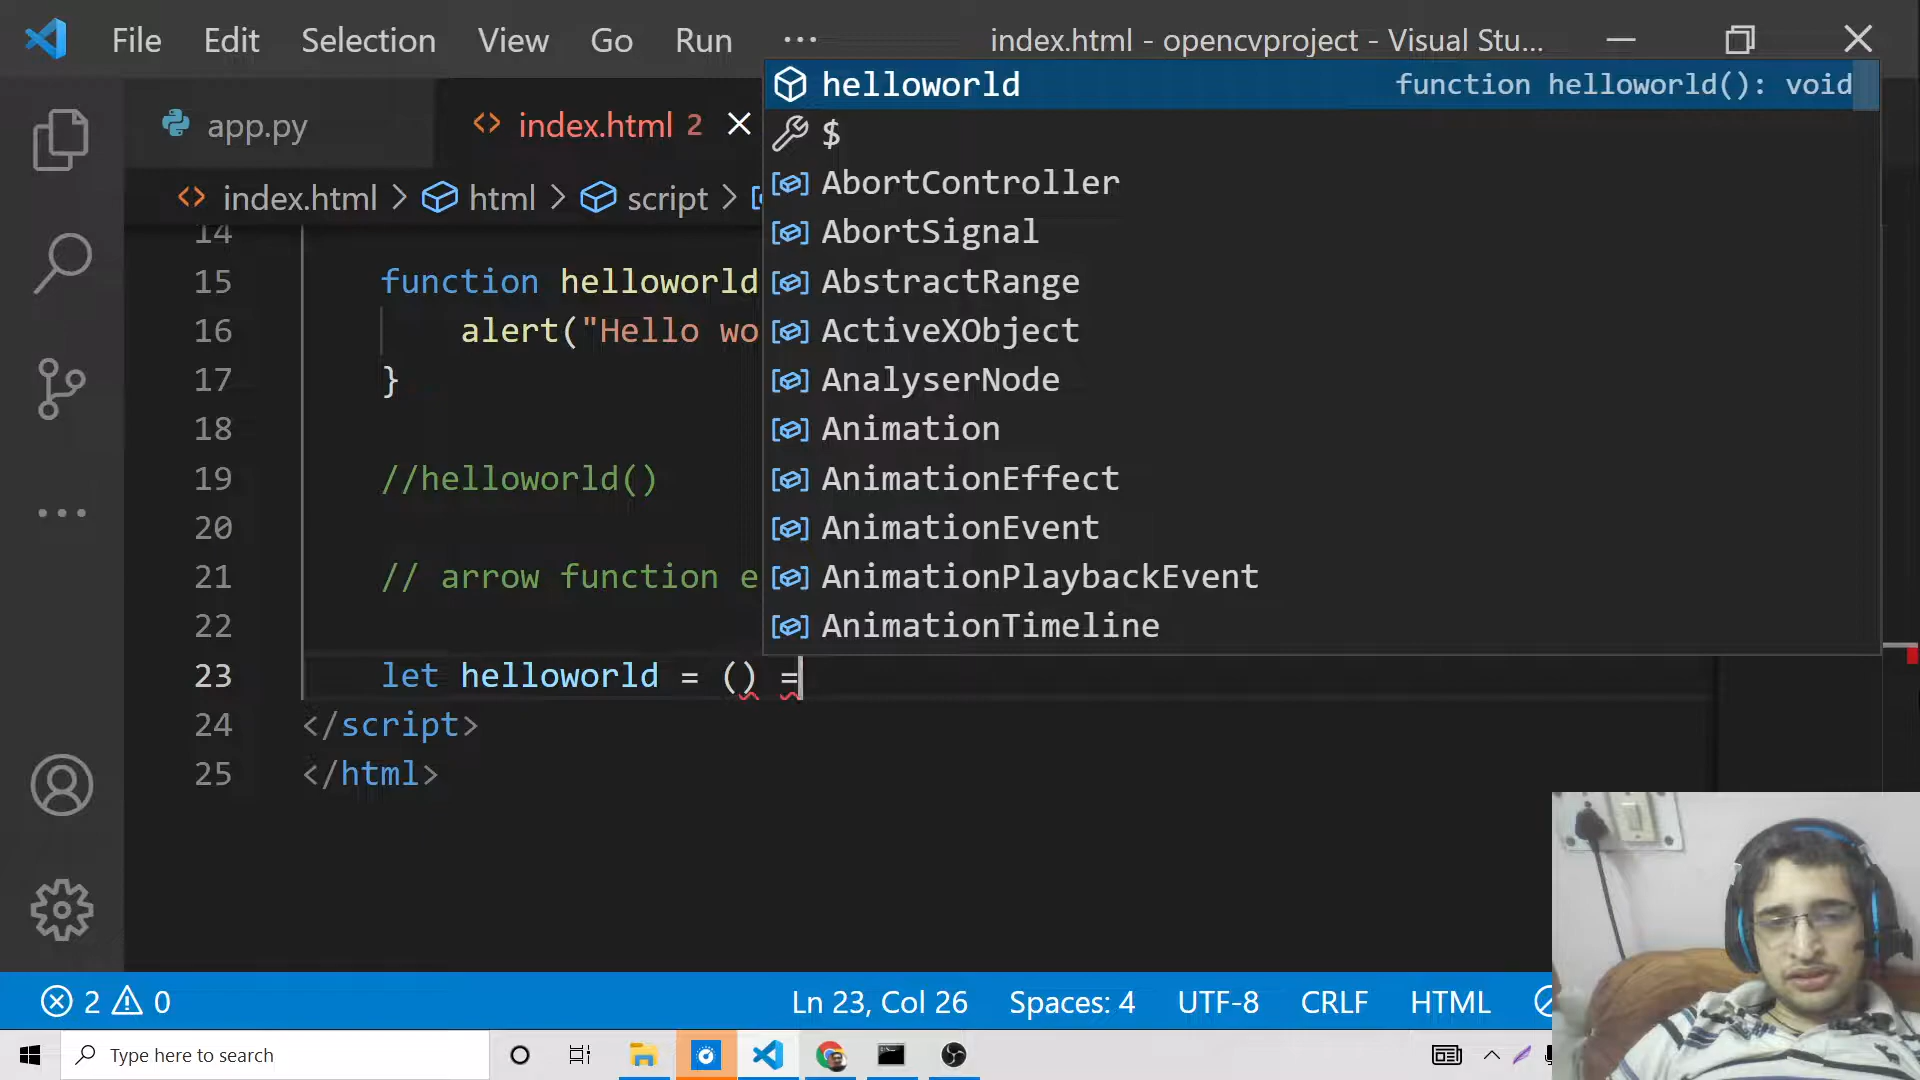 File Edit Selection View Go Run ... index.html - opencvproject - Visual Stu...
app.py index.html 2
index.html > html > script >
helloworld function helloworld(): void
$
AbortController
AbortSignal
AbstractRange
ActiveXObject
AnalyserNode
Animation
AnimationEffect
AnimationEvent
AnimationPlaybackEvent
AnimationTimeline
14
15 function helloworld
16 alert("Hello wo
17 }
18
19 //helloworld()
20
21 // arrow function e
22
23 let helloworld = () =
24 </script>
25 </html>
2 0 Ln 23, Col 26 Spaces: 4 UTF-8 CRLF HTML
Type here to search